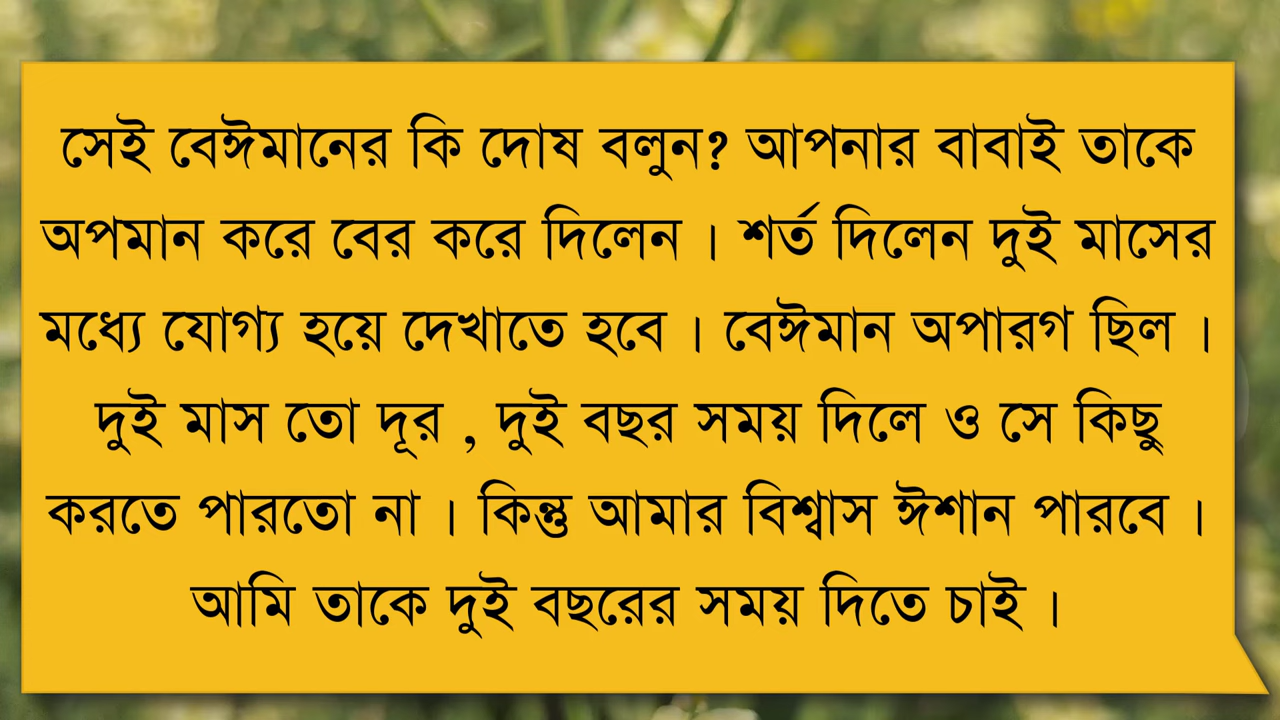 সেই বেঈমানের কি দোষ বলুন? আপনার বাবাই তাকে
অপমান করে বের করে দিলেন । শর্ত দিলেন দুই মাসের
মধ্যে যোগ্য হয়ে দেখাতে হবে । বেঈমান অপারগ ছিল ।
দুই মাস তো দূর , দুই বছর সময় দিলে ও সে কিছু
করতে পারতো না । কিন্তু আমার বিশ্বাস ঈশান পারবে ।
আমি তাকে দুই বছরের সময় দিতে চাই ।